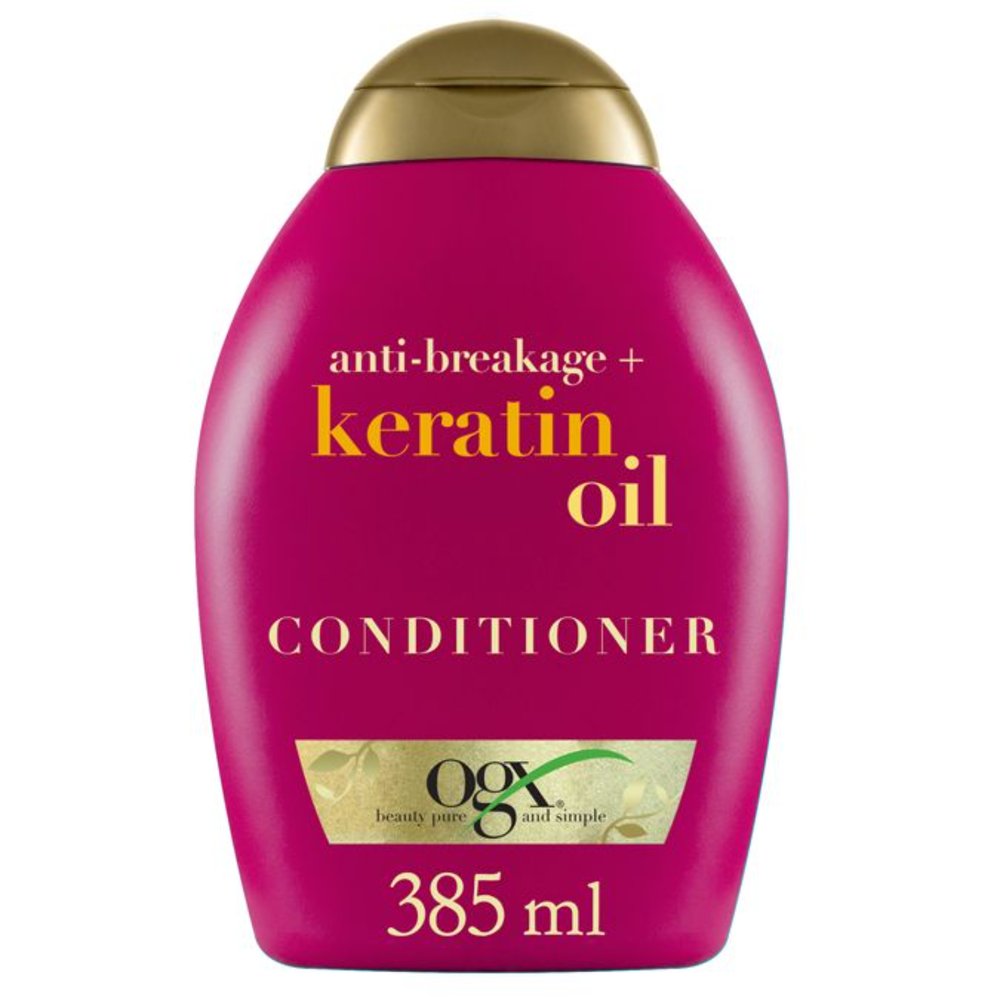 anti-breakage +
keratin
oil
CONDITIONER
ogx®
beauty pure and simple
385 ml